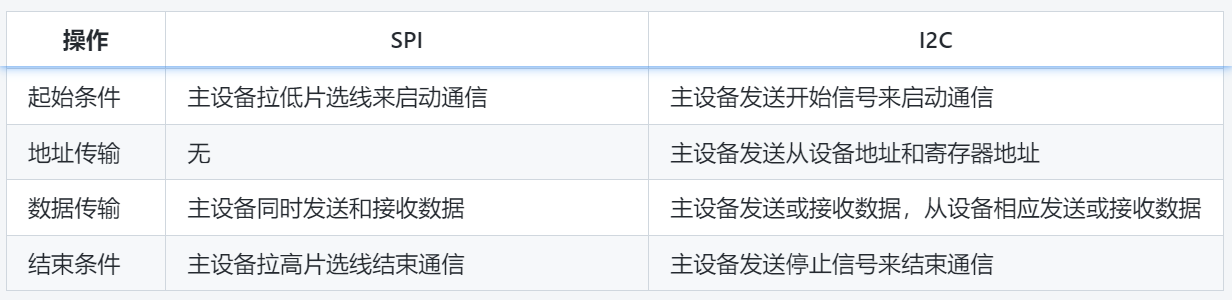 操作 SPI I2C
起始条件 主设备拉低片选线来启动通信 主设备发送开始信号来启动通信
地址传输 无 主设备发送从设备地址和寄存器地址
数据传输 主设备同时发送和接收数据 主设备发送或接收数据，从设备相应发送或接收数据
结束条件 主设备拉高片选线结束通信 主设备发送停止信号来结束通信